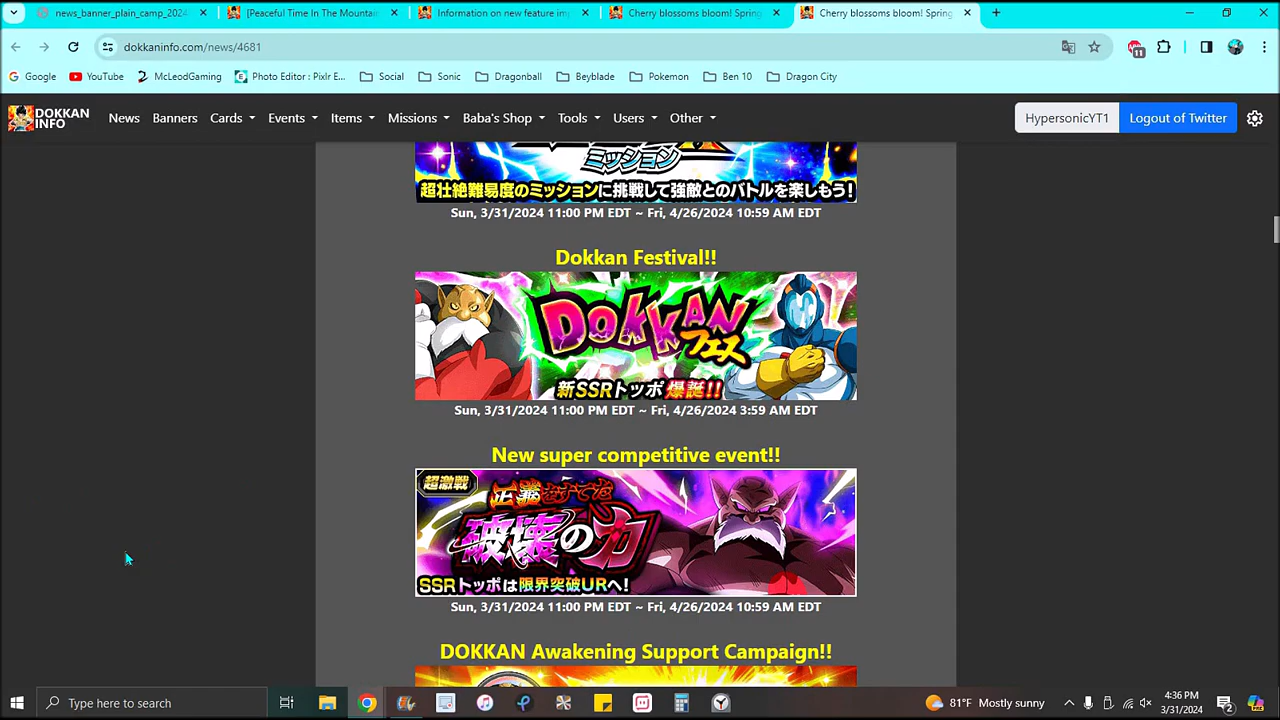 news_banner_plain_camp_2024
[Peaceful Time In The Mountain
Information on new feature imp
Cherry blossoms bloom! Spring
Cherry blossoms bloom! Spring
dokkaninfo.com/news/4681
11
Google
YouTube
McLeodGaming
Photo Editor : Pixlr E...
Social
Sonic
Dragonball
Beyblade
Pokemon
Ben 10
Dragon City
DOKKAN
INFO
News
Banners
Cards
Events
Items
Missions
Baba's Shop
Tools
Users
Other
HypersonicYT1
Logout of Twitter
ミッション
超壮絶難易度のミッションに挑戦して強敵とのバトルを楽しもう!
Sun, 3/31/2024 11:00 PM EDT ~ Fri, 4/26/2024 10:59 AM EDT
Dokkan Festival!!
DOKKAN
フェス
新SSRトッポ爆誕!!
Sun, 3/31/2024 11:00 PM EDT ~ Fri, 4/26/2024 3:59 AM EDT
New super competitive event!!
超激戦
正義をすてた
破壊の力
SSRトッポは限界突破URへ!
Sun, 3/31/2024 11:00 PM EDT ~ Fri, 4/26/2024 10:59 AM EDT
DOKKAN Awakening Support Campaign!!
Type here to search
81°F Mostly sunny
4:36 PM
3/31/2024
2